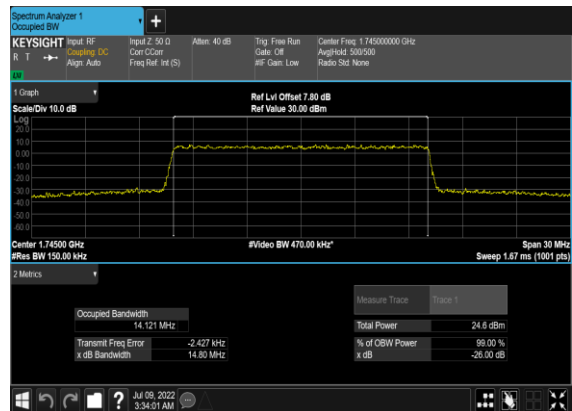 Spectrum Analyzer 1
Occupied BW
+
KEYSIGHT
R T
Input: RF
Coupling: DC
Align: Auto
Input Z: 50 Ω
Corr CCorr
Freq Ref: Int (S)
Atten: 40 dB
Trig: Free Run
Gate: Off
#IF Gain: Low
Center Freq: 1.745000000 GHz
Avg|Hold: 500/500
Radio Std: None
1 Graph
Scale/Div 10.0 dB
Ref Lvl Offset 7.80 dB
Ref Value 30.00 dBm
Log
20.0
10.0
0.00
-10.0
-20.0
-30.0
-40.0
-50.0
-60.0
Center 1.74500 GHz
#Res BW 150.00 kHz
#Video BW 470.00 kHz*
Span 30 MHz
Sweep 1.67 ms (1001 pts)
2 Metrics
Measure Trace
Trace 1
Occupied Bandwidth
14.121 MHz
Total Power
24.6 dBm
Transmit Freq Error
-2.427 kHz
% of OBW Power
99.00 %
x dB Bandwidth
14.80 MHz
x dB
-26.00 dB
?
Jul 09, 2022
3:34:01 AM